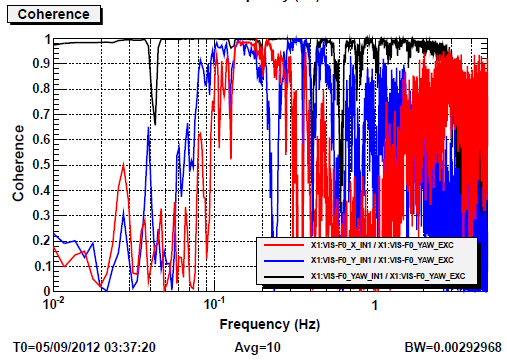 Coherence
1
0.9
0.8
0.7
0.6
0.5
0.4
0.3
0.2
0.1
0
Coherence
X1:VIS-F0_X_IN1 / X1:VIS-F0_YAW_EXC
X1:VIS-F0_Y_IN1 / X1:VIS-F0_YAW_EXC
X1:VIS-F0_YAW_IN1 / X1:VIS-F0_YAW_EXC
10⁻² 10⁻¹ 1
Frequency (Hz)
T0=05/09/2012 03:37:20 Avg=10 BW=0.00292968